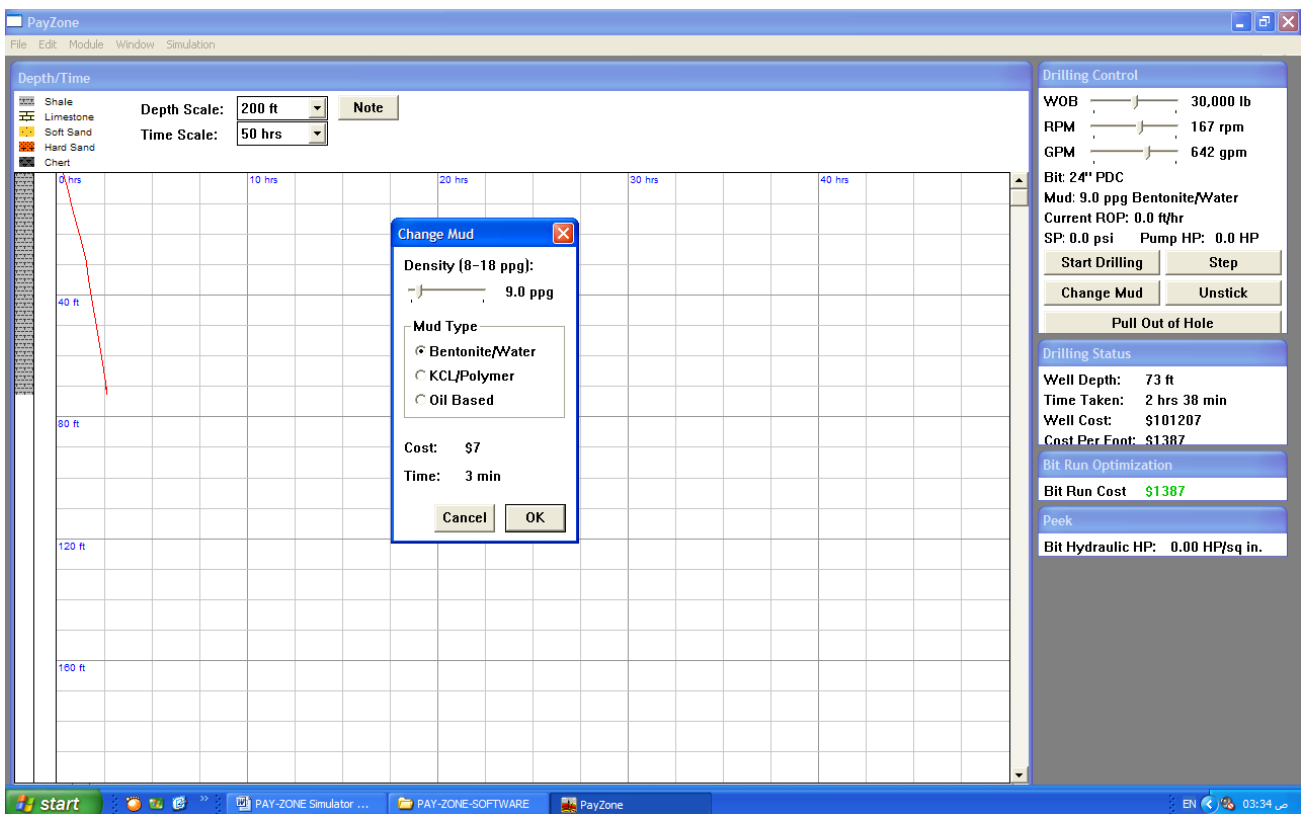 PayZone
File Edit Module Window Simulation
Depth/Time
Shale
Limestone
Soft Sand
Hard Sand
Chert
Depth Scale: 200 ft Note
Time Scale: 50 hrs
0 hrs 10 hrs 20 hrs 30 hrs 40 hrs
40 ft
80 ft
120 ft
160 ft
Change Mud
Density (8-18 ppg):
9.0 ppg
Mud Type
Bentonite/Water
KCL/Polymer
Oil Based
Cost: $7
Time: 3 min
Cancel OK
Drilling Control
WOB 30,000 lb
RPM 167 rpm
GPM 642 gpm
Bit: 24" PDC
Mud: 9.0 ppg Bentonite/Water
Current ROP: 0.0 ft/hr
SP: 0.0 psi Pump HP: 0.0 HP
Start Drilling Step
Change Mud Unstick
Pull Out of Hole
Drilling Status
Well Depth: 73 ft
Time Taken: 2 hrs 38 min
Well Cost: $101207
Cost Per Foot: $1387
Bit Run Optimization
Bit Run Cost $1387
Peek
Bit Hydraulic HP: 0.00 HP/sq in.
start PAY-ZONE Simulator ... PAY-ZONE-SOFTWARE PayZone EN 03:34 ص